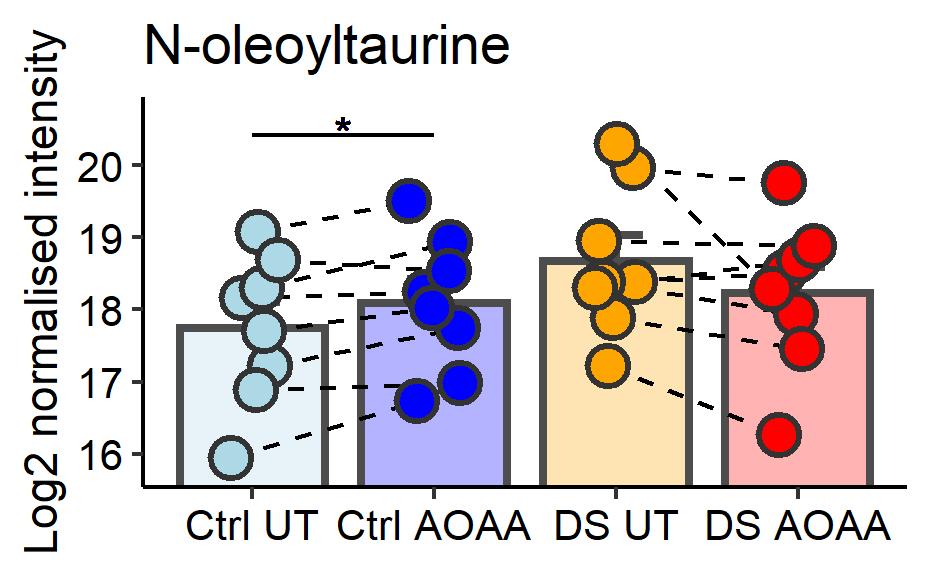 N-oleoyltaurine
Log2 normalised intensity
*
20
19
18
17
16
Ctrl UT Ctrl AOAA DS UT DS AOAA